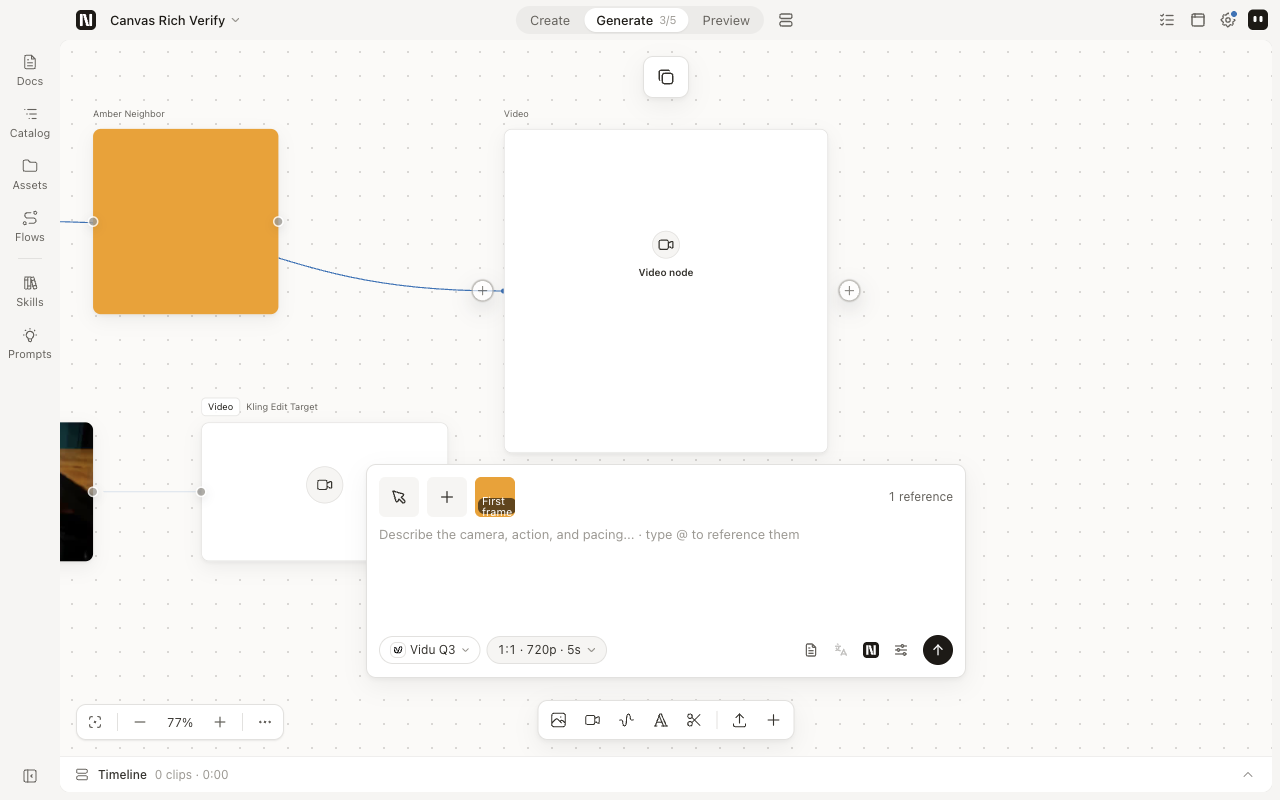 Canvas Rich Verify
Create
Generate 3/5
Preview
Docs
Catalog
Assets
Flows
Skills
Prompts
Amber Neighbor
Video
Video node
Video
Kling Edit Target
First
frame
1 reference
Describe the camera, action, and pacing... · type @ to reference them
Vidu Q3
1:1 · 720p · 5s
77%
Timeline
0 clips · 0:00